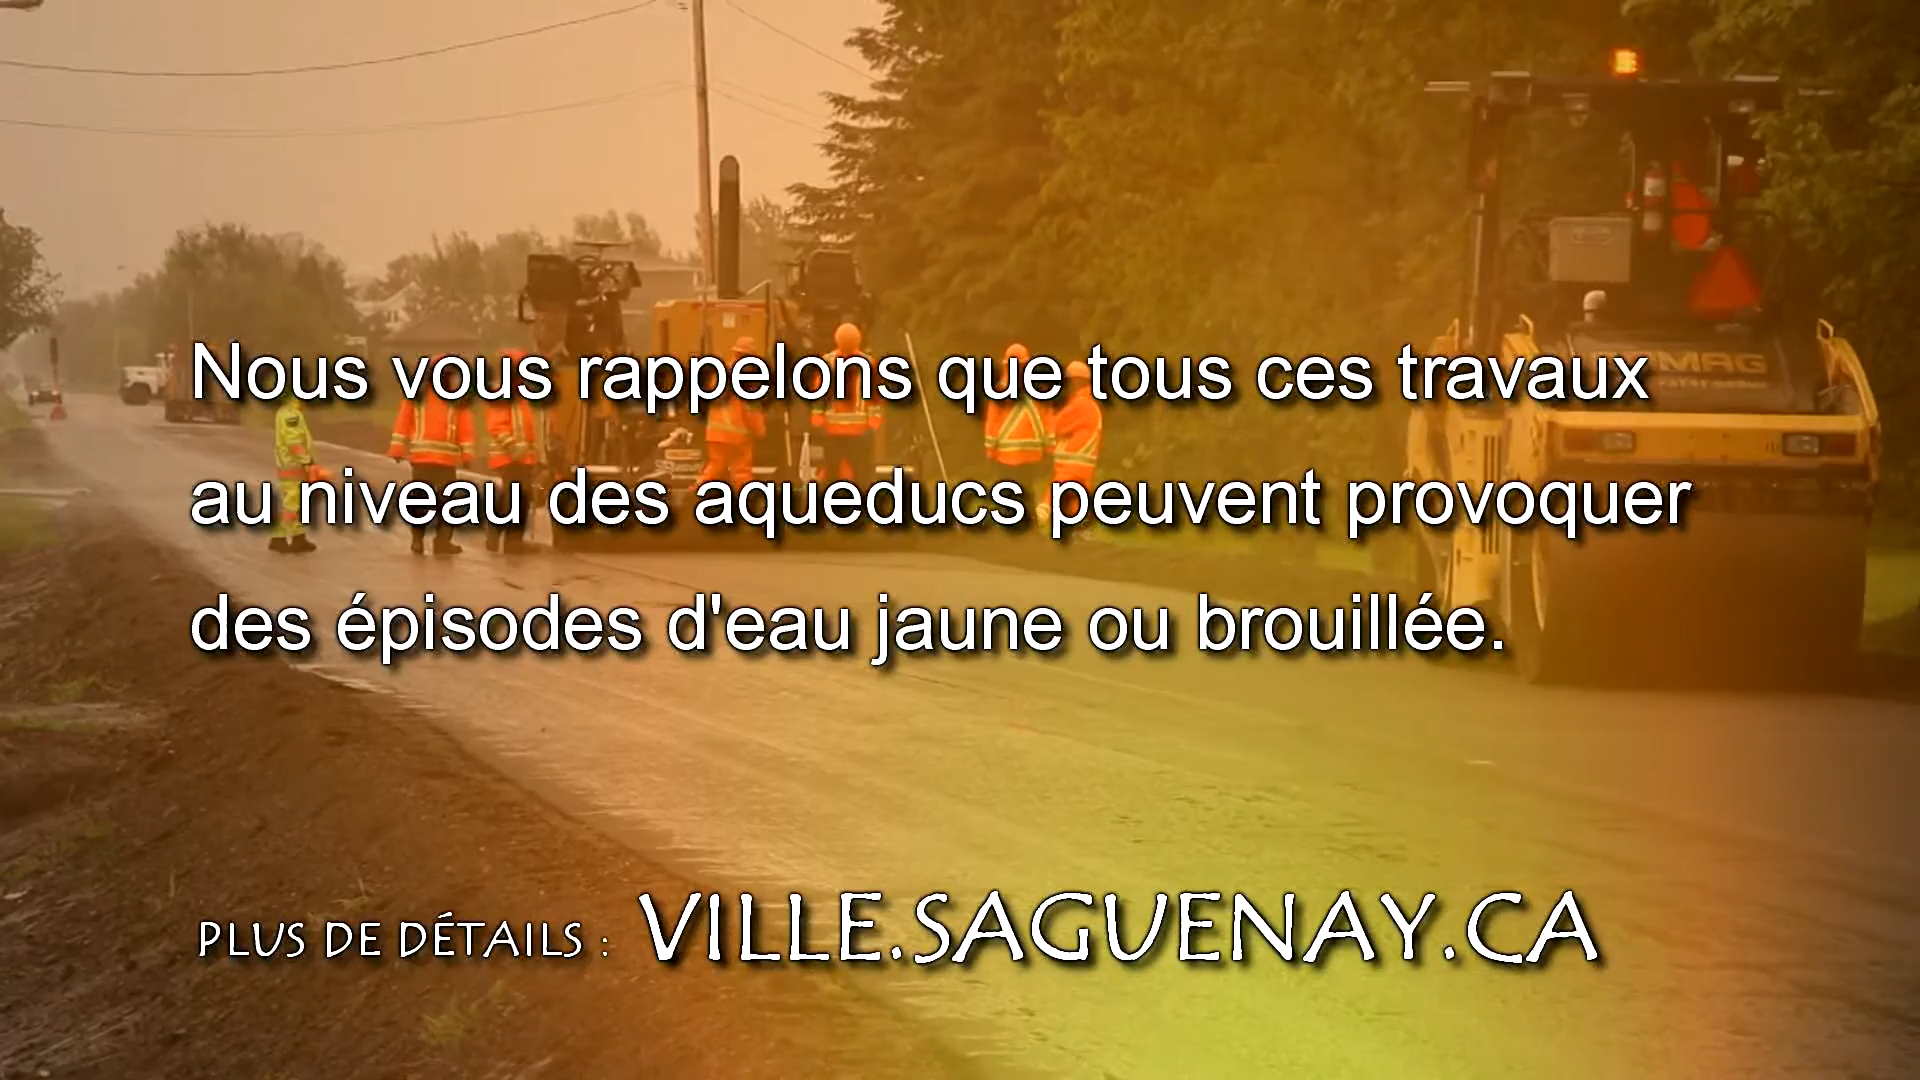 Nous vous rappelons que tous ces travaux
au niveau des aqueducs peuvent provoquer
des épisodes d'eau jaune ou brouillée.
PLUS DE DÉTAILS : VILLE.SAGUENAY.CA